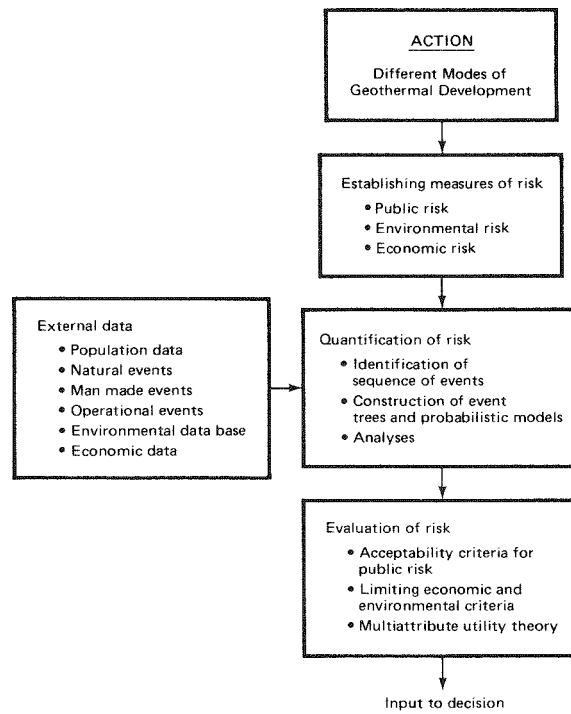 ACTION
Different Modes of
Geothermal Development
Establishing measures of risk
• Public risk
• Environmental risk
• Economic risk
External data
• Population data
• Natural events
• Man made events
• Operational events
• Environmental data base
• Economic data
Quantification of risk
• Identification of
sequence of events
• Construction of event
trees and probabilistic models
• Analyses
Evaluation of risk
• Acceptability criteria for
public risk
• Limiting economic and
environmental criteria
• Multiattribute utility theory
Input to decision